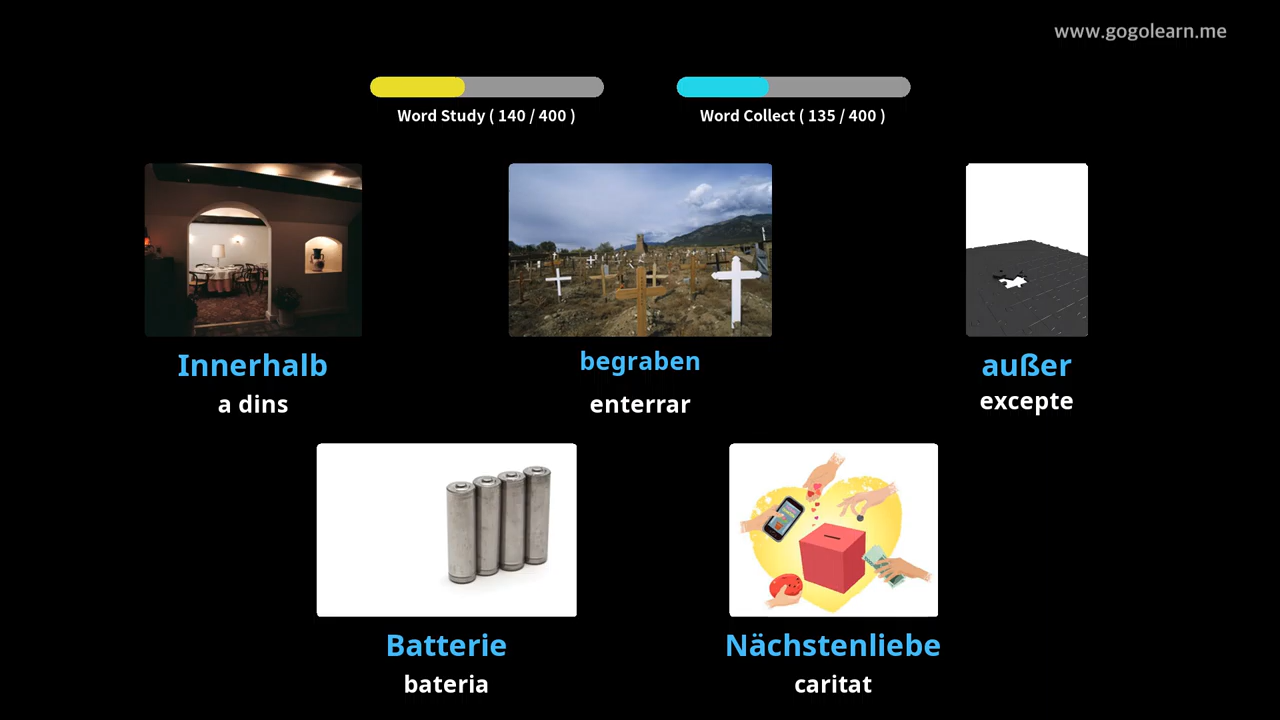 www.gogolearn.me
Word Study ( 140 / 400 )
Word Collect ( 135 / 400 )
Innerhalb
a dins
begraben
enterrar
außer
excepte
Batterie
bateria
Nächstenliebe
caritat